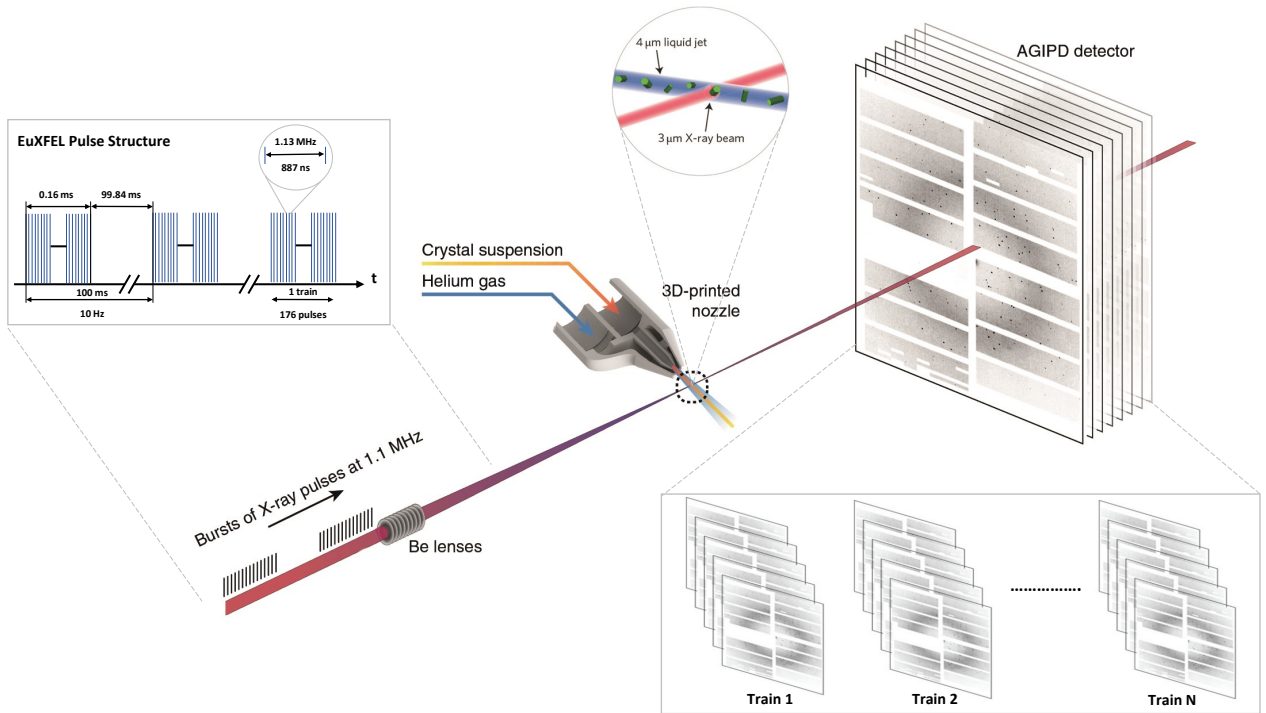 4 µm liquid jet
3 µm X-ray beam
AGIPD detector
EuXFEL Pulse Structure
1.13 MHz
887 ns
0.16 ms
99.84 ms
t
100 ms
1 train
10 Hz
176 pulses
Crystal suspension
Helium gas
3D-printed
nozzle
Bursts of X-ray pulses at 1.1 MHz
Be lenses
................
Train 1
Train 2
Train N